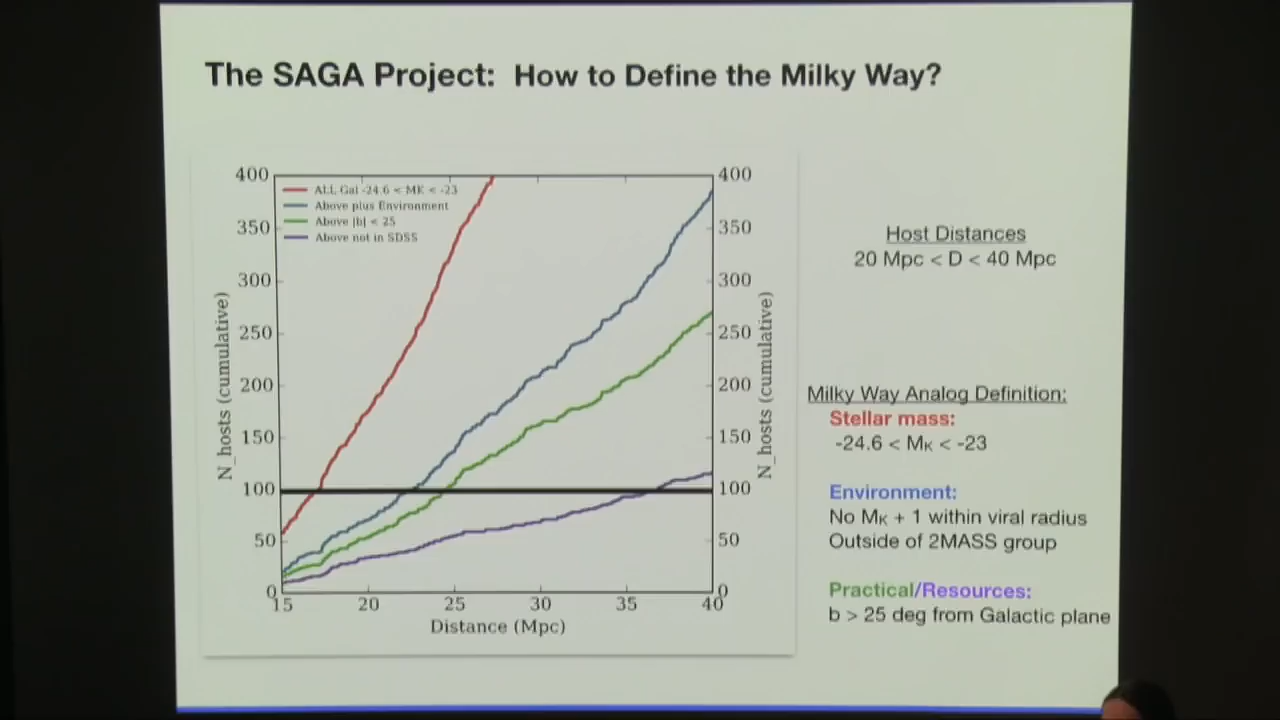 The SAGA Project: How to Define the Milky Way?
400
350
300
250
200
150
100
50
0
N_hosts (cumulative)
ALL Gal -24.6 < MK < -23
Above plus Environment
Above |b| < 25
Above not in SDSS
400
350
300
250
200
150
100
50
0
N_hosts (cumulative)
15 20 25 30 35 40
Distance (Mpc)
Host Distances
20 Mpc < D < 40 Mpc
Milky Way Analog Definition:
Stellar mass:
-24.6 < MK < -23
Environment:
No MK + 1 within viral radius
Outside of 2MASS group
Practical/Resources:
b > 25 deg from Galactic plane